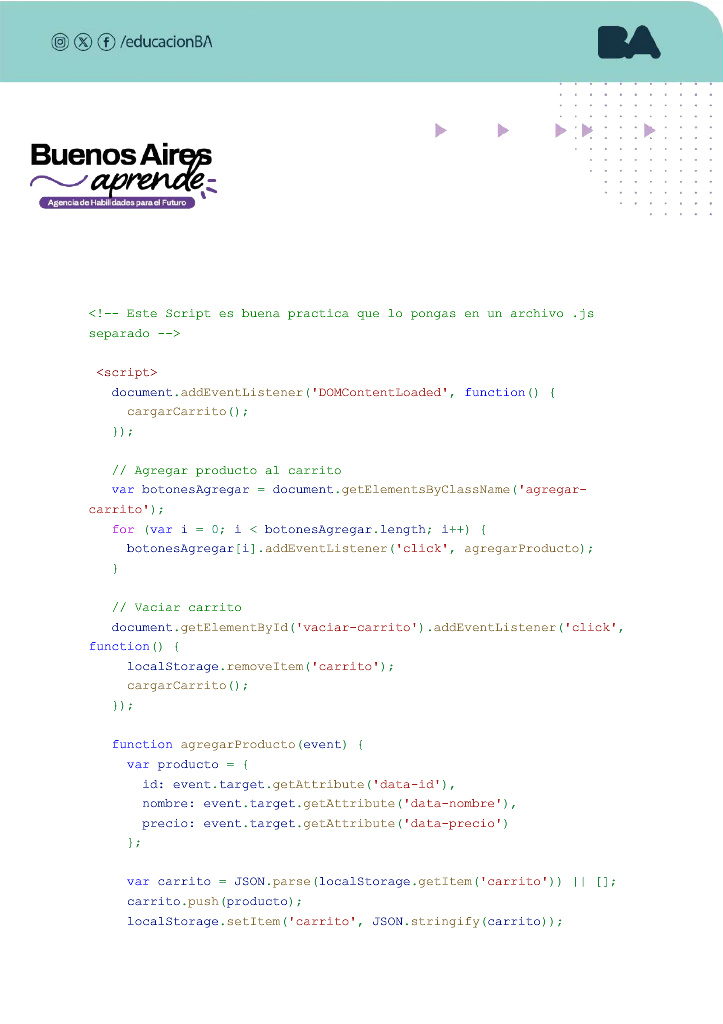 /educacionBA
BA
Buenos Aires
aprende
Agencia de Habilidades para el Futuro
<!-- Este Script es buena practica que lo pongas en un archivo .js
separado -->
<script>
document.addEventListener('DOMContentLoaded', function() {
cargarCarrito();
});
// Agregar producto al carrito
var botonesAgregar = document.getElementsByClassName('agregar-
carrito');
for (var i = 0; i < botonesAgregar.length; i++) {
botonesAgregar[i].addEventListener('click', agregarProducto);
}
// Vaciar carrito
document.getElementById('vaciar-carrito').addEventListener('click',
function() {
localStorage.removeItem('carrito');
cargarCarrito();
});
function agregarProducto(event) {
var producto = {
id: event.target.getAttribute('data-id'),
nombre: event.target.getAttribute('data-nombre'),
precio: event.target.getAttribute('data-precio')
};
var carrito = JSON.parse(localStorage.getItem('carrito')) || [];
carrito.push(producto);
localStorage.setItem('carrito', JSON.stringify(carrito));